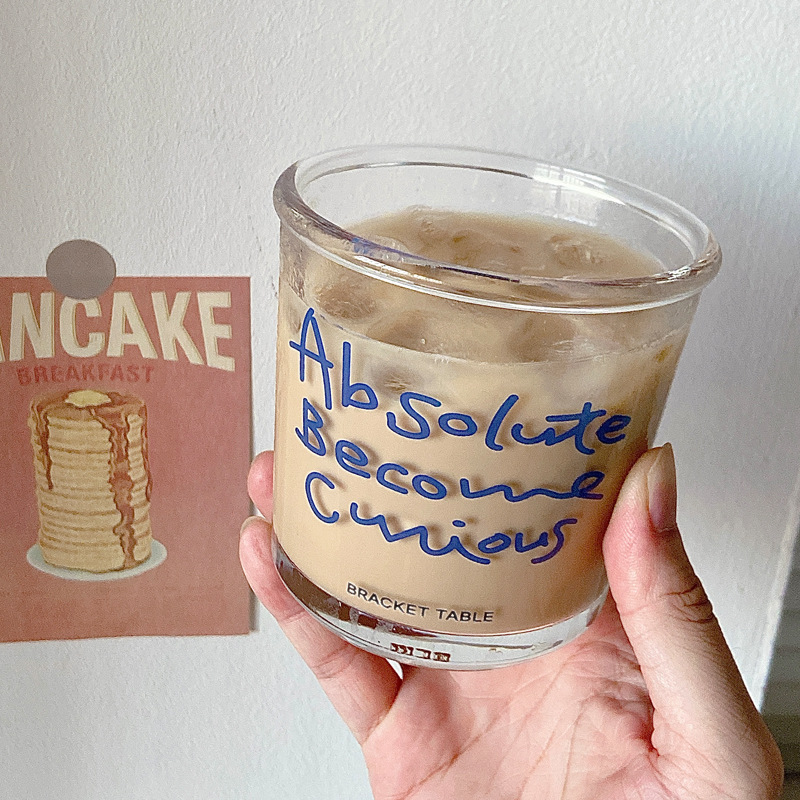 ANCAKE
BREAKFAST
Absolute
Become
Curious
BRACKET TABLE